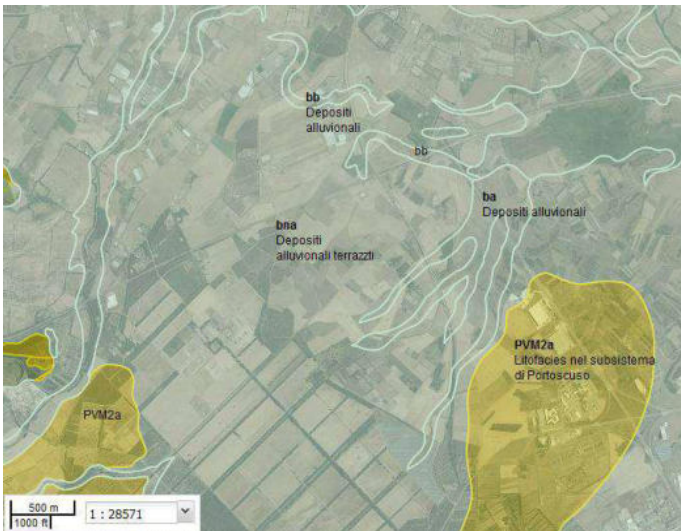 bb
Depositi
alluvionali
bb
ba
Depositi alluvionali
bna
Depositi
alluvionali terrazzti
PVM2a
Litofacies nel subsistema
di Portoscuso
PVM2a
500 m
1000 ft
1 : 28571